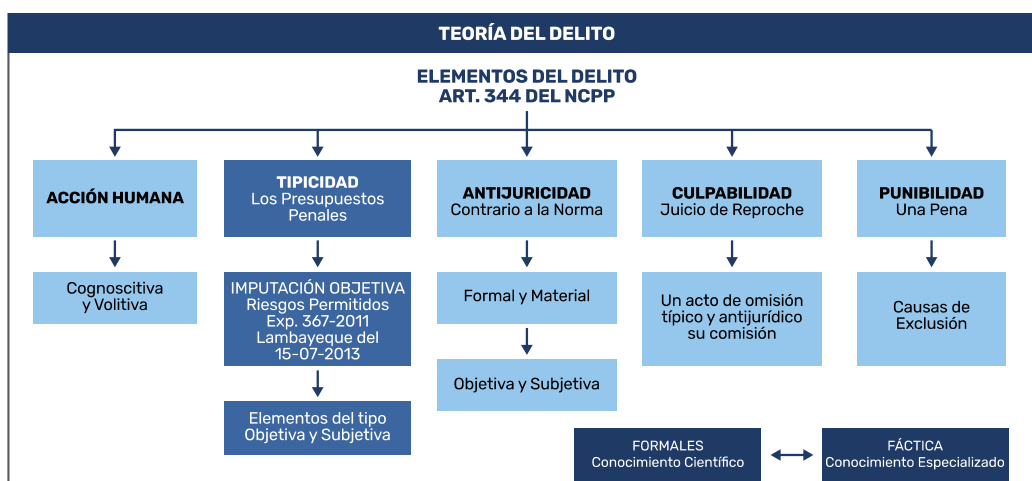 TEORÍA DEL DELITO
ELEMENTOS DEL DELITO
ART. 344 DEL NCPP
ACCIÓN HUMANA
Cognoscitiva
y Volitiva
TIPICIDAD
Los Presupuestos
Penales
IMPUTACIÓN OBJETIVA
Riesgos Permitidos
Exp. 367-2011
Lambayeque del
15-07-2013
Elementos del tipo
Objetiva y Subjetiva
ANTIJURICIDAD
Contrario a la Norma
Formal y Material
Objetiva y Subjetiva
CULPABILIDAD
Juicio de Reproche
Un acto de omisión
típico y antijurídico
su comisión
PUNIBILIDAD
Una Pena
Causas de
Exclusión
FORMALES
Conocimiento Científico
FÁCTICA
Conocimiento Especializado